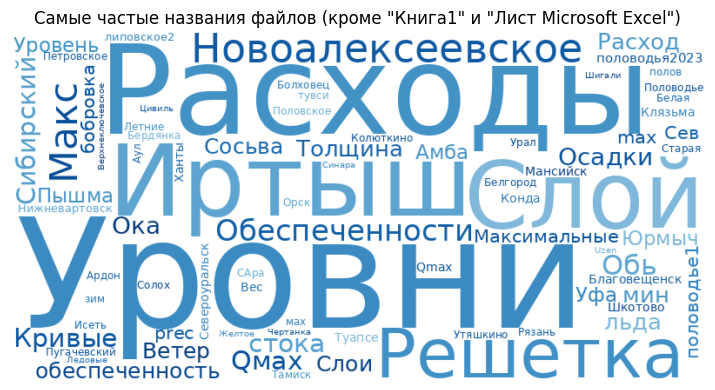 Самые частые названия файлов (кроме "Книга1" и "Лист Microsoft Excel")
липовское2
Уровень
Петровское
Новоалексеевское
Расход
половодья2023
Расходы
Сибирский
Макс
бобровка
Верхнеключевское
Болховец
тувси
Цивиль
Половское
Шигали
полов
Половодье
Белая
Клязьма
Летние
Бердянка
Аул
Ханты
Сосьва
Толщина
Колюткино
Амба
Урал
Осадки
max
Сев
Старая
Иртыш
Слой
Синара
Мансийск
Белгород
Конда
Пышма
Нижневартовск
Орск
Ока
Обеспеченности
Максимальные
Юрмыч
Уровни
Североуральск
САра
Вес
Qmax
Uzen
Обь
Благовещенск
половодье1
Ардон
Солох
зим
Уфа
мин
Шкотово
льда
Исеть
prec
Желтое
мах
Чертанка
Туапсе
Утяшкино
Рязань
Кривые
Пугачевский
Ледовые
Ветер
стока
Решетка
обеспеченность
Qmax
Слои
Тамиск